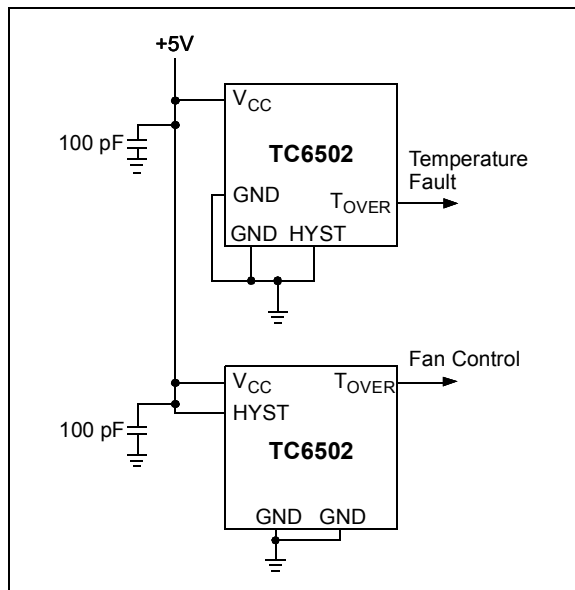 +5V
VCC
100 pF
TC6502
Temperature
Fault
GND
TOVER
GND HYST
Fan Control
VCC
TOVER
HYST
100 pF
TC6502
GND GND